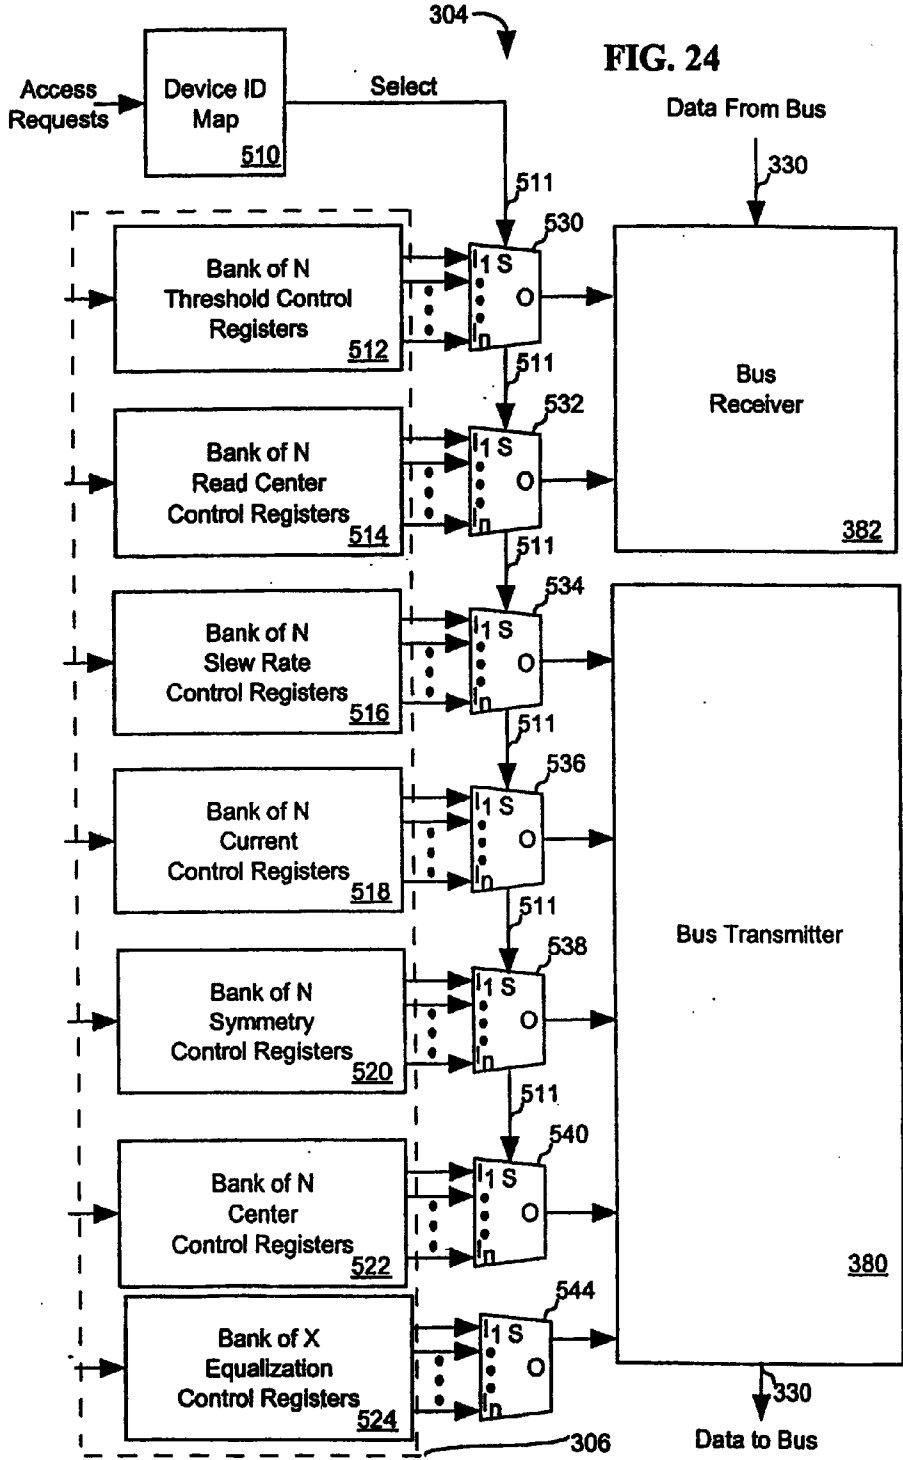 304
FIG. 24
Access
Requests
Device ID
Map
510
Select
Data From Bus
330
511
530
Bank of N
Threshold Control
Registers
512
I1 S
O
In
511
Bus
Receiver
382
532
Bank of N
Read Center
Control Registers
514
I1 S
O
In
511
534
Bank of N
Slew Rate
Control Registers
516
I1 S
O
In
511
536
Bank of N
Current
Control Registers
518
I1 S
O
In
511
Bus Transmitter
538
Bank of N
Symmetry
Control Registers
520
I1 S
O
In
511
540
Bank of N
Center
Control Registers
522
I1 S
O
In
380
544
Bank of X
Equalization
Control Registers
524
I1 S
O
In
330
306
Data to Bus